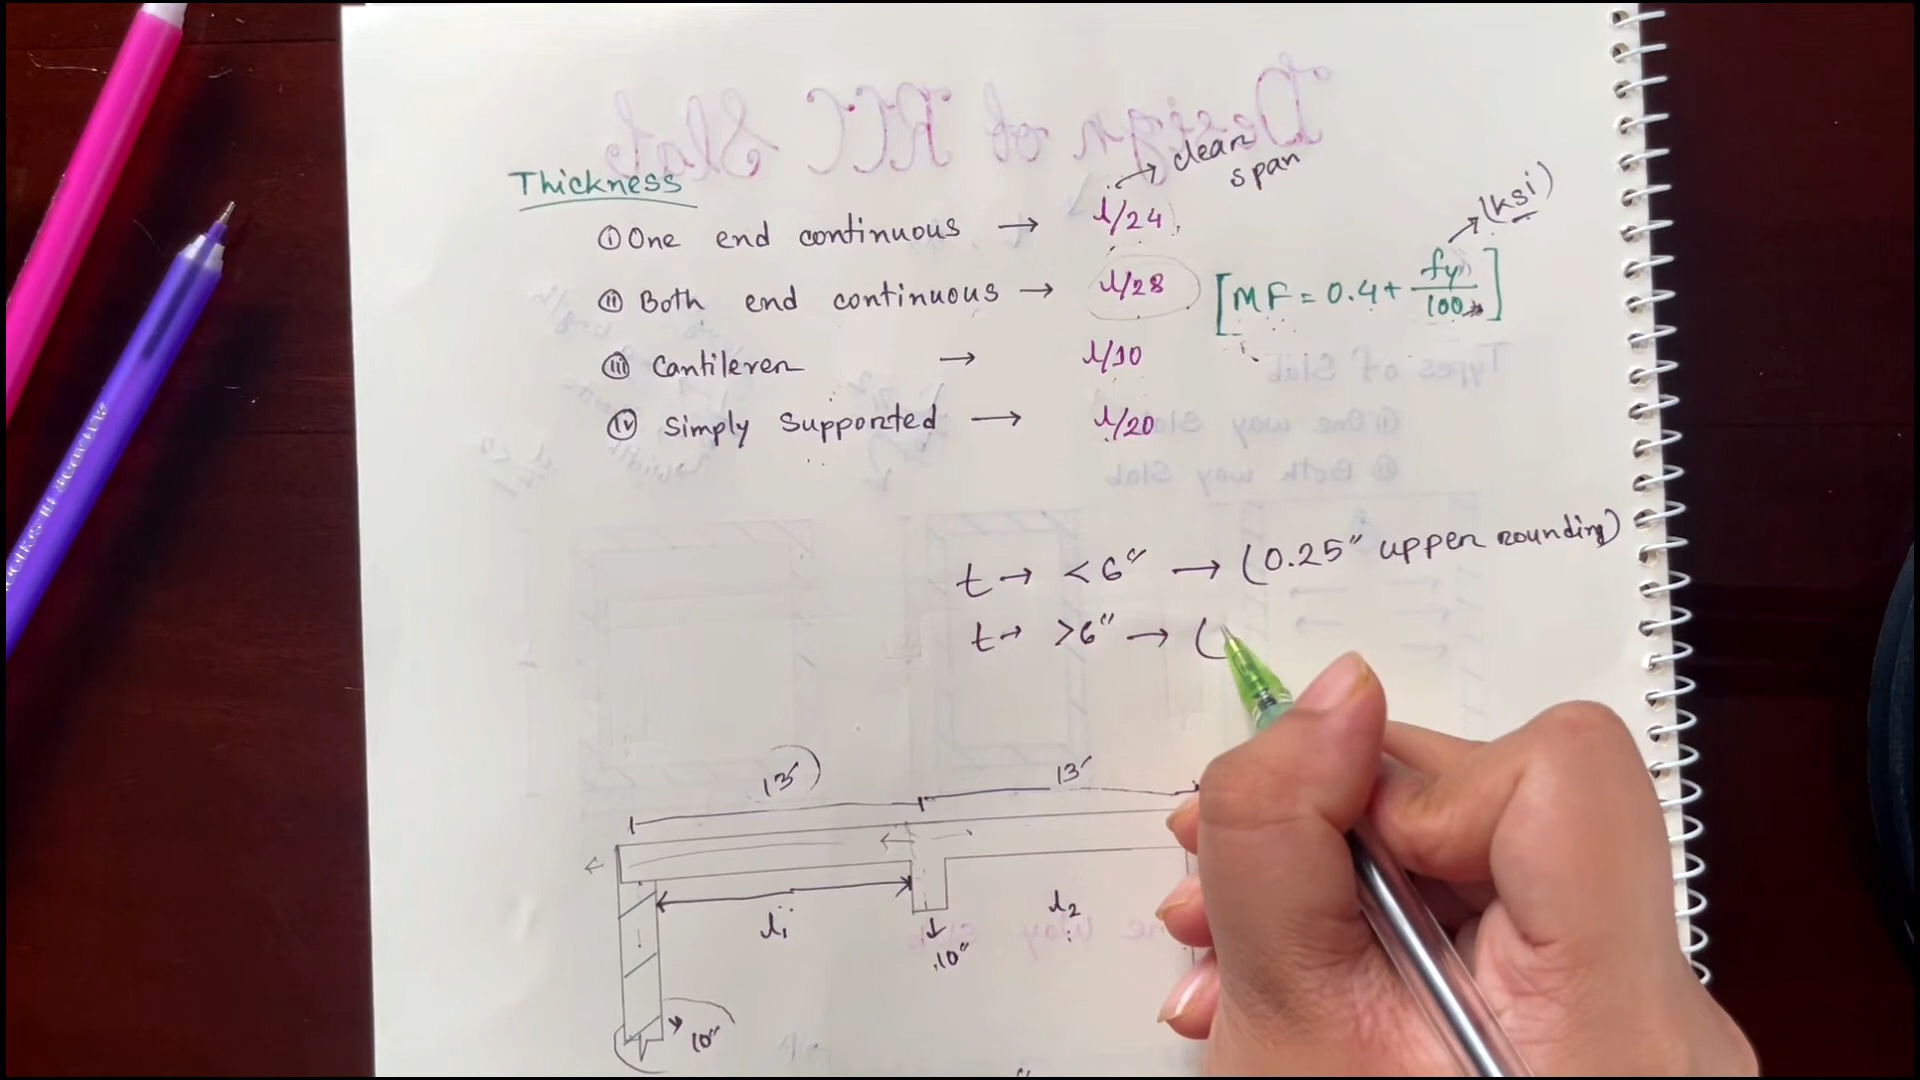 Design of RCC Slab
Thickness
clear
span
(i) One end continuous → l/24
(ksi)
(ii) Both end continuous → l/28 [MF = 0.4 + fy/100]
(iii) Cantilever → l/10
(iv) Simply Supported → l/20
Types of Slab
(i) One way Slab
(ii) Both way Slab
t → <6" → (0.25" upper rounding)
t → >6" → (
13'
13'
l1
l2
10"
10"